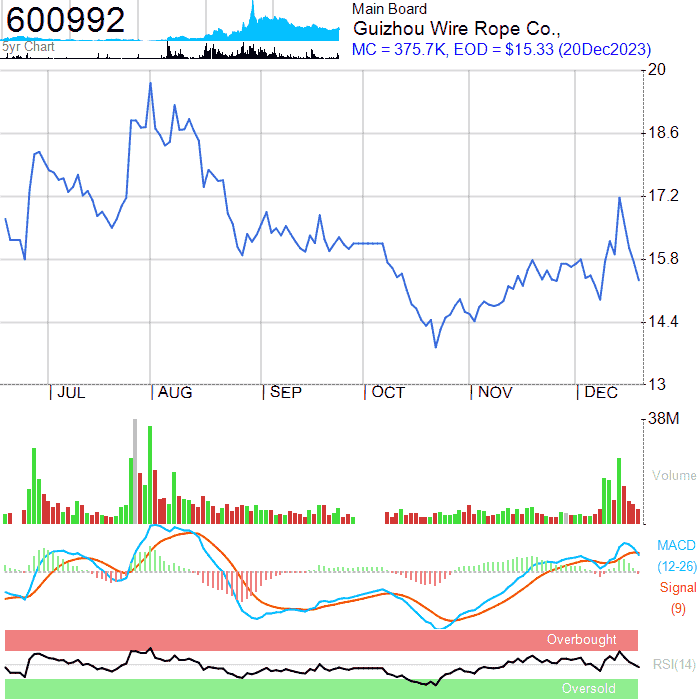 600992
5yr Chart
Main Board
Guizhou Wire Rope Co.,
MC = 375.7K, EOD = $15.33 (20Dec2023)
20
18.6
17.2
15.8
14.4
13
JUL AUG SEP OCT NOV DEC
38M
Volume
MACD
(12-26)
Signal
(9)
Overbought
RSI(14)
Oversold